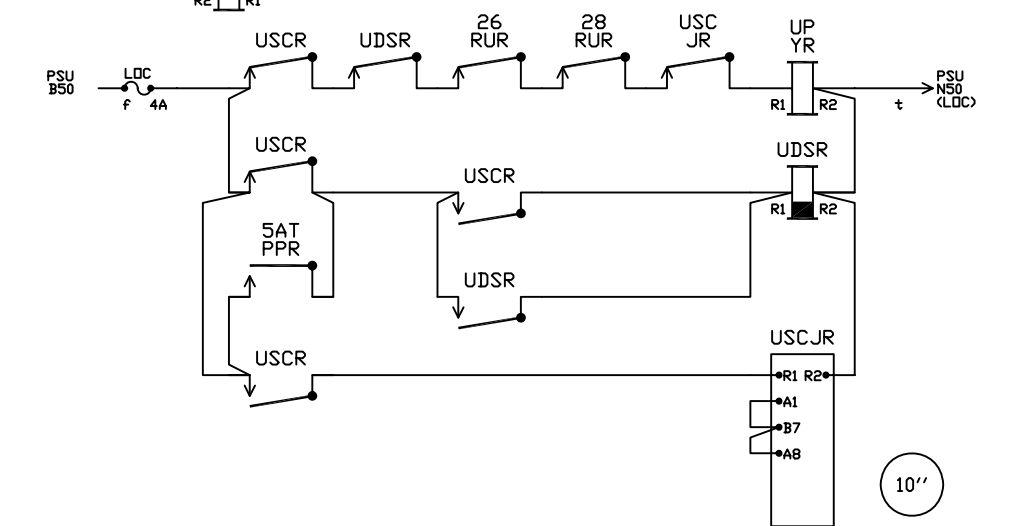 R2 R1
USCR
UDSR
26
RUR
28
RUR
USC
JR
UP
YR
PSU
B50
LOC
f 4A
R1 R2
t
PSU
N50
(LOC)
USCR
USCR
UDSR
R1 R2
5AT
PPR
UDSR
USCR
USCJR
R1 R2
A1
B7
A8
10''